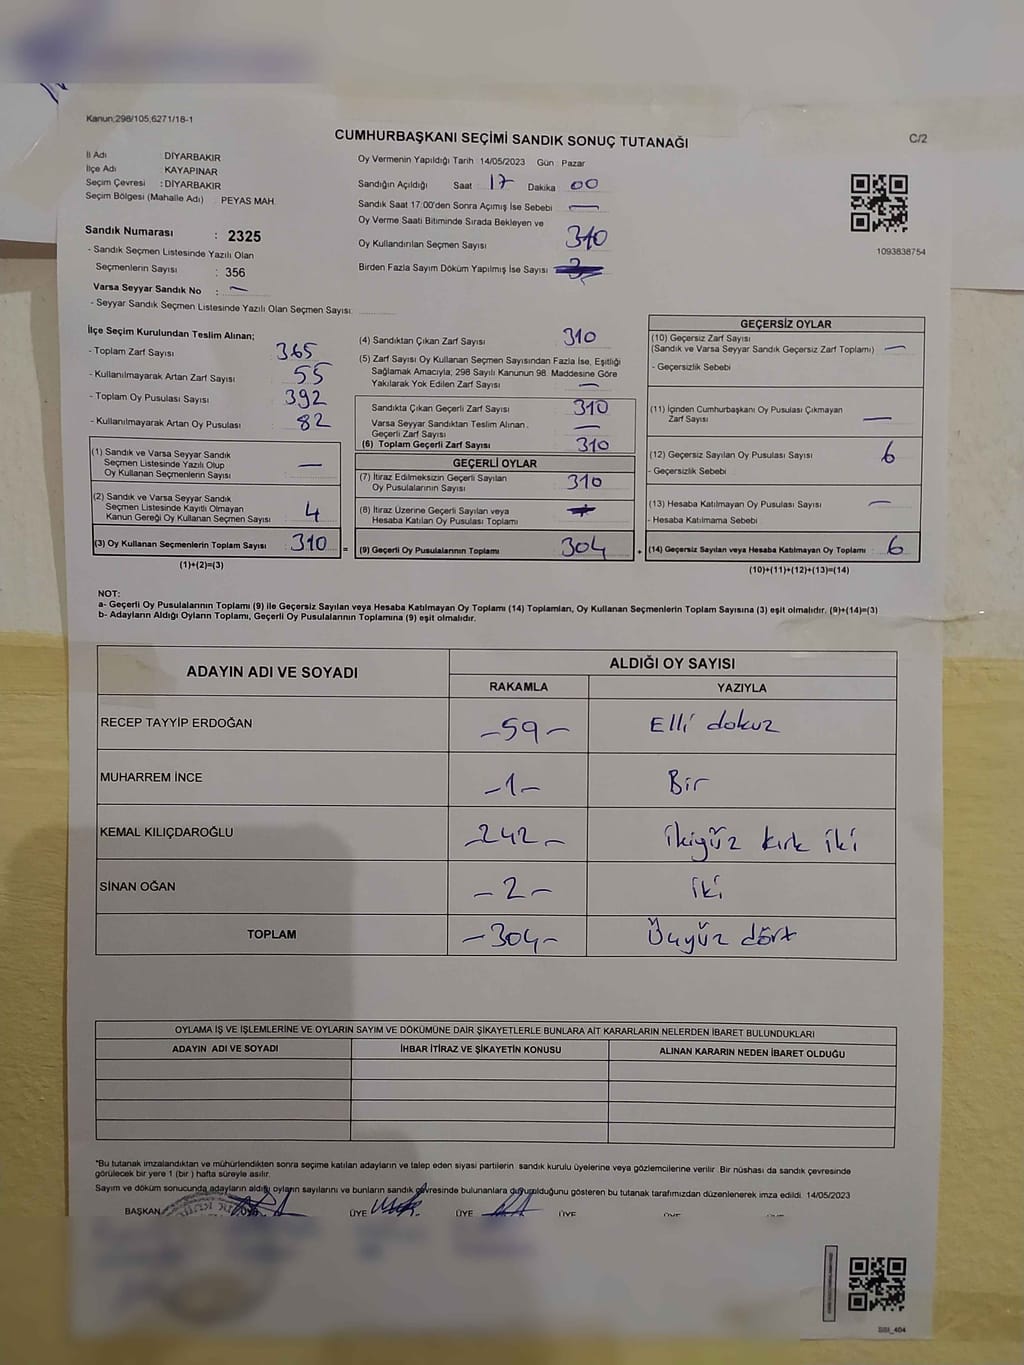 Kanun;298/105,6271/18-1
CUMHURBAŞKANI SEÇİMİ SANDIK SONUÇ TUTANAĞI
C/2
İl Adı DİYARBAKIR
İlçe Adı : KAYAPINAR
Seçim Çevresi : DİYARBAKIR
Seçim Bölgesi (Mahalle Adı) : PEYAS MAH.
Sandık Numarası : 2325
- Sandık Seçmen Listesinde Yazılı Olan
Seçmenlerin Sayısı : 356
Varsa Seyyar Sandık No : —
- Seyyar Sandık Seçmen Listesinde Yazılı Olan Seçmen Sayısı:
Oy Vermenin Yapıldığı Tarih : 14/05/2023 Gün : Pazar
Sandığın Açıldığı Saat 17 Dakika 00
Sandık Saat 17:00'den Sonra Açımış İse Sebebi —
Oy Verme Saati Bitiminde Sırada Bekleyen ve
Oy Kullandırılan Seçmen Sayısı 310
Birden Fazla Sayım Döküm Yapılmış İse Sayısı
1093838754
İlçe Seçim Kurulundan Teslim Alınan;
- Toplam Zarf Sayısı 365
- Kullanılmayarak Artan Zarf Sayısı 55
- Toplam Oy Pusulası Sayısı 392
- Kullanılmayarak Artan Oy Pusulası 82
(1) Sandık ve Varsa Seyyar Sandık
Seçmen Listesinde Yazılı Olup
Oy Kullanan Seçmenlerin Sayısı —
(2) Sandık ve Varsa Seyyar Sandık
Seçmen Listesinde Kayıtlı Olmayan
Kanun Gereği Oy Kullanan Seçmen Sayısı 4
(3) Oy Kullanan Seçmenlerin Toplam Sayısı 310 =
(1)+(2)=(3)
(4) Sandıktan Çıkan Zarf Sayısı 310
(5) Zarf Sayısı Oy Kullanan Seçmen Sayısından Fazla İse, Eşitliği
Sağlamak Amacıyla; 298 Sayılı Kanunun 98. Maddesine Göre
Yakılarak Yok Edilen Zarf Sayısı —
Sandıkta Çıkan Geçerli Zarf Sayısı 310
Varsa Seyyar Sandıktan Teslim Alınan
Geçerli Zarf Sayısı —
(6) Toplam Geçerli Zarf Sayısı 310
GEÇERLİ OYLAR
(7) İtiraz Edilmeksizin Geçerli Sayılan
Oy Pusulalarının Sayısı 310
(8) İtiraz Üzerine Geçerli Sayılan veya
Hesaba Katılan Oy Pusulası Toplamı
(9) Geçerli Oy Pusulalarının Toplamı 304 +
GEÇERSİZ OYLAR
(10) Geçersiz Zarf Sayısı
(Sandık ve Varsa Seyyar Sandık Geçersiz Zarf Toplamı) —
- Geçersizlik Sebebi
(11) İçinden Cumhurbaşkanı Oy Pusulası Çıkmayan
Zarf Sayısı —
(12) Geçersiz Sayılan Oy Pusulası Sayısı 6
- Geçersizlik Sebebi
(13) Hesaba Katılmayan Oy Pusulası Sayısı —
- Hesaba Katılmama Sebebi
(14) Geçersiz Sayılan veya Hesaba Katılmayan Oy Toplamı 6
(10)+(11)+(12)+(13)=(14)
NOT:
a- Geçerli Oy Pusulalarının Toplamı (9) ile Geçersiz Sayılan veya Hesaba Katılmayan Oy Toplamı (14) Toplamları, Oy Kullanan Seçmenlerin Toplam Sayısına (3) eşit olmalıdır. (9)+(14)=(3)
b- Adayların Aldığı Oyların Toplamı, Geçerli Oy Pusulalarının Toplamına (9) eşit olmalıdır.
ADAYIN ADI VE SOYADI ALDIĞI OY SAYISI
RAKAMLA YAZIYLA
RECEP TAYYİP ERDOĞAN -59- Elli dokuz
MUHARREM İNCE -1- Bir
KEMAL KILIÇDAROĞLU -242- İkiyüz kırk iki
SİNAN OĞAN -2- iki
TOPLAM -304- Üçyüz dört
OYLAMA İŞ VE İŞLEMLERİNE VE OYLARIN SAYIM VE DÖKÜMÜNE DAİR ŞİKAYETLERLE BUNLARA AİT KARARLARIN NELERDEN İBARET BULUNDUKLARI
ADAYIN ADI VE SOYADI İHBAR İTİRAZ VE ŞİKAYETİN KONUSU ALINAN KARARIN NEDEN İBARET OLDUĞU
*Bu tutanak imzalandıktan ve mühürlendikten sonra seçime katılan adayların ve talep eden siyasi partilerin sandık kurulu üyelerine veya gözlemcilerine verilir. Bir nüshası da sandık çevresinde
görülecek bir yere 1 (bir) hafta süreyle asılır.
Sayım ve döküm sonucunda adayların aldığı oyların sayılarını ve bunların sandık çevresinde bulunanlara duyurulduğunu gösteren bu tutanak tarafımızdan düzenlenerek imza edildi. 14/05/2023
BAŞKAN ÜYE ÜYE ÜYE
SSI_404